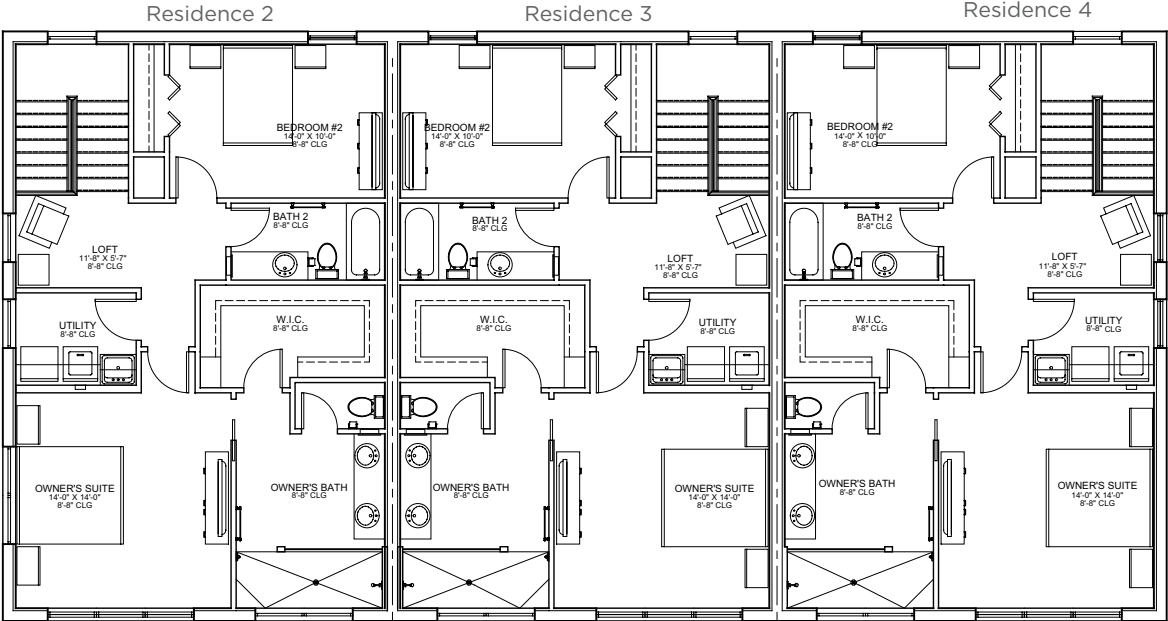 Residence 2
Residence 3
Residence 4
BEDROOM #2
14'-0" X 10'-0"
8'-8" CLG
BEDROOM #2
14'-0" X 10'-0"
8'-8" CLG
BEDROOM #2
14'-0" X 10'-0"
8'-8" CLG
BATH 2
8'-8" CLG
BATH 2
8'-8" CLG
BATH 2
8'-8" CLG
LOFT
11'-8" X 5'-7"
8'-8" CLG
LOFT
11'-8" X 5'-7"
8'-8" CLG
LOFT
11'-8" X 5'-7"
8'-8" CLG
UTILITY
8'-8" CLG
W.I.C.
8'-8" CLG
W.I.C.
8'-8" CLG
UTILITY
8'-8" CLG
W.I.C.
8'-8" CLG
UTILITY
8'-8" CLG
OWNER'S SUITE
14'-0" X 14'-0"
8'-8" CLG
OWNER'S BATH
8'-8" CLG
OWNER'S BATH
8'-8" CLG
OWNER'S SUITE
14'-0" X 14'-0"
8'-8" CLG
OWNER'S BATH
8'-8" CLG
OWNER'S SUITE
14'-0" X 14'-0"
8'-8" CLG